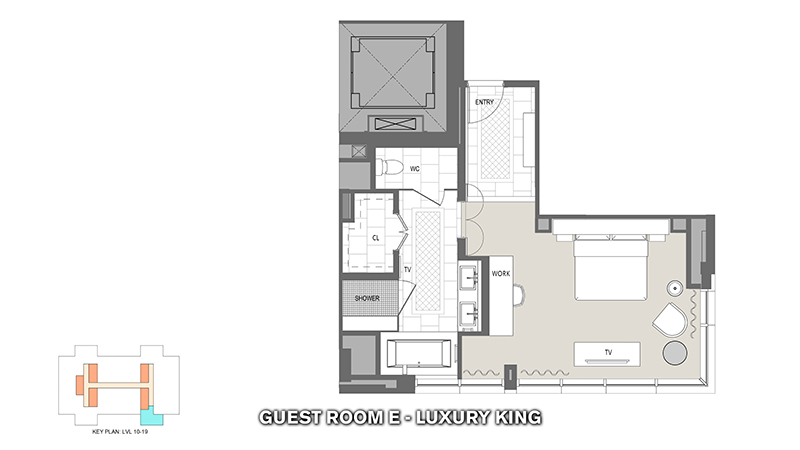 ENTRY
WC
CL
TV
WORK
SHOWER
TV
KEY PLAN: LVL 10-19
GUEST ROOM E - LUXURY KING